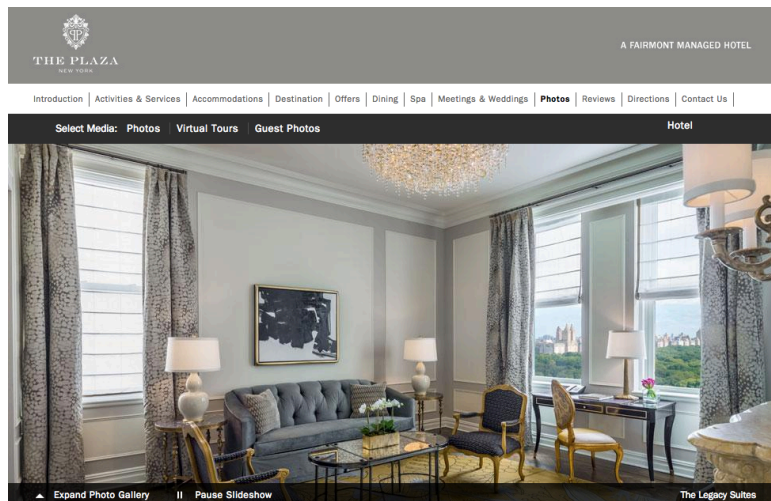 THE PLAZA
NEW YORK
A FAIRMONT MANAGED HOTEL
Introduction | Activities & Services | Accommodations | Destination | Offers | Dining | Spa | Meetings & Weddings | Photos | Reviews | Directions | Contact Us |
Select Media: Photos | Virtual Tours | Guest Photos Hotel
Expand Photo Gallery Pause Slideshow The Legacy Suites